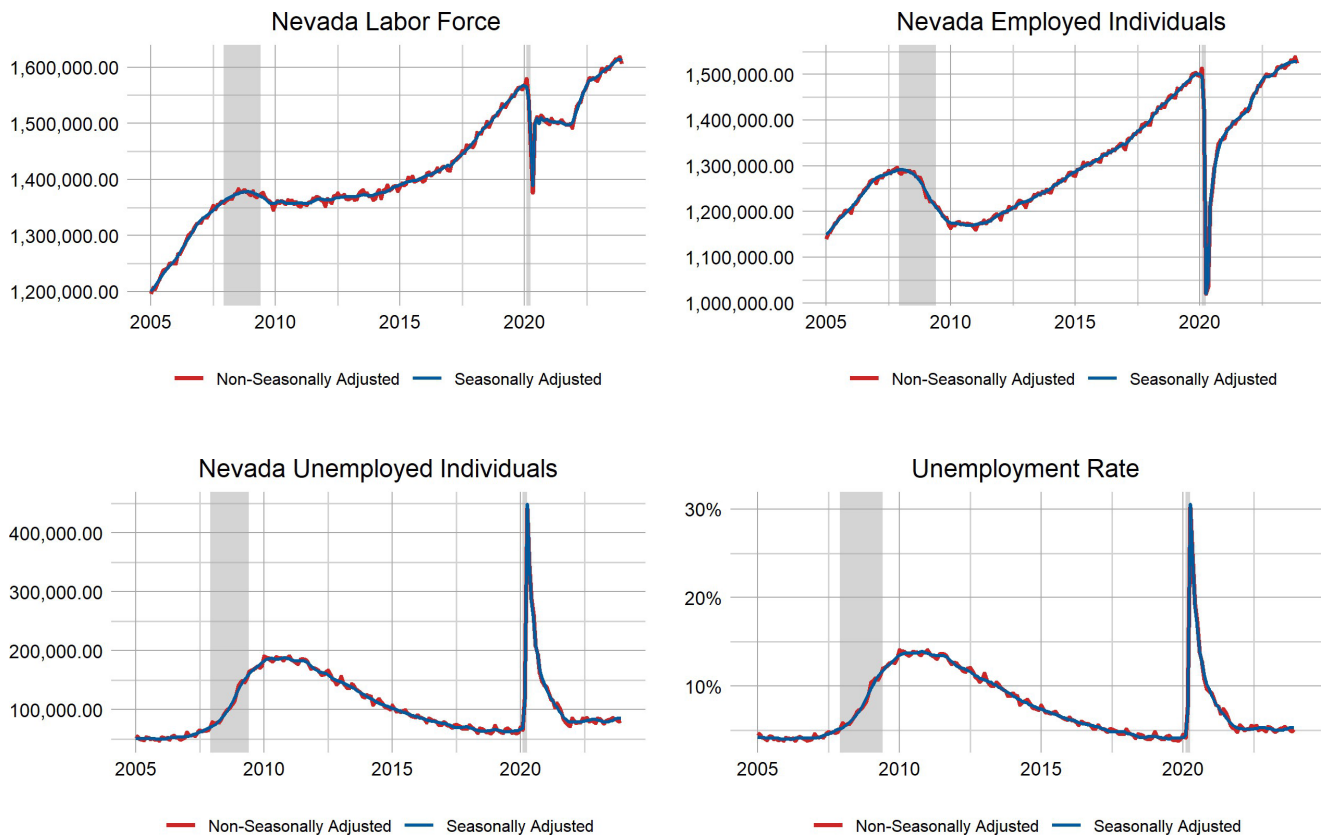 Nevada Labor Force
1,600,000.00
1,500,000.00
1,400,000.00
1,300,000.00
1,200,000.00
2005 2010 2015 2020
Non-Seasonally Adjusted Seasonally Adjusted
Nevada Employed Individuals
1,500,000.00
1,400,000.00
1,300,000.00
1,200,000.00
1,100,000.00
1,000,000.00
2005 2010 2015 2020
Non-Seasonally Adjusted Seasonally Adjusted
Nevada Unemployed Individuals
400,000.00
300,000.00
200,000.00
100,000.00
2005 2010 2015 2020
Non-Seasonally Adjusted Seasonally Adjusted
Unemployment Rate
30%
20%
10%
2005 2010 2015 2020
Non-Seasonally Adjusted Seasonally Adjusted